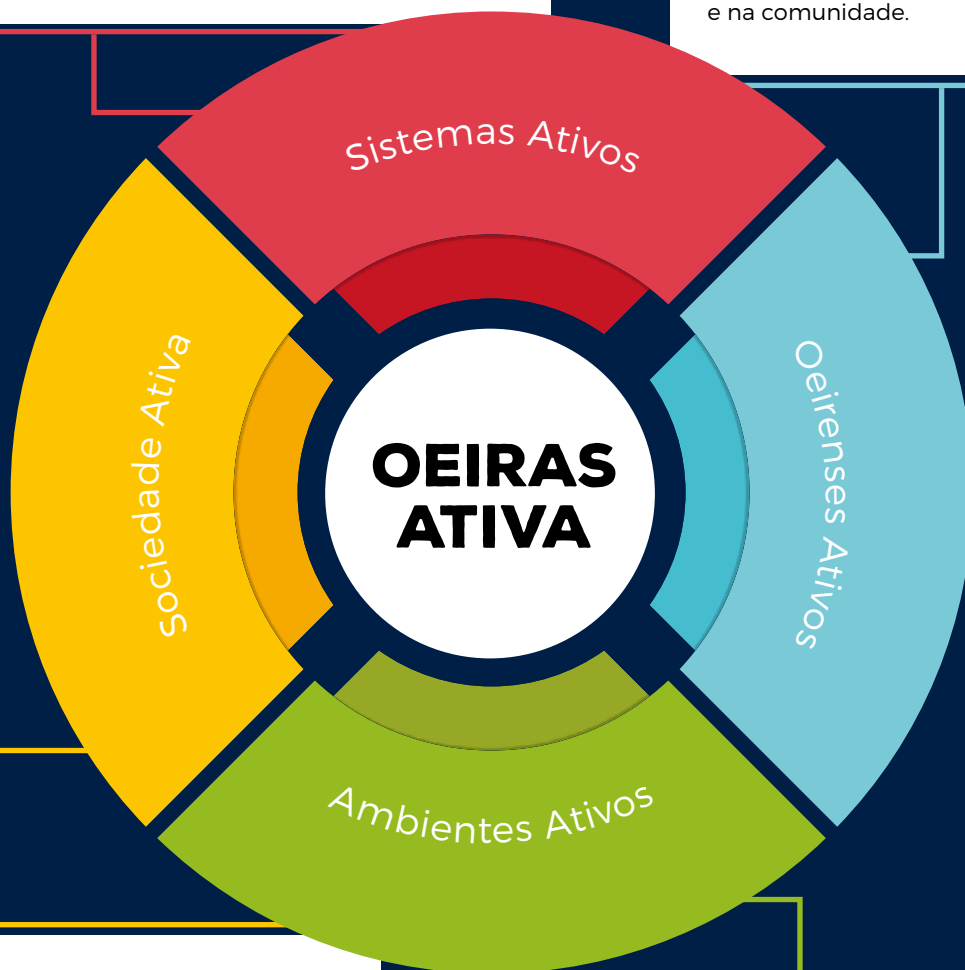 e na comunidade.
Sistemas Ativos
Sociedade Ativa
OEIRAS
ATIVA
Oeirenses Ativos
Ambientes Ativos